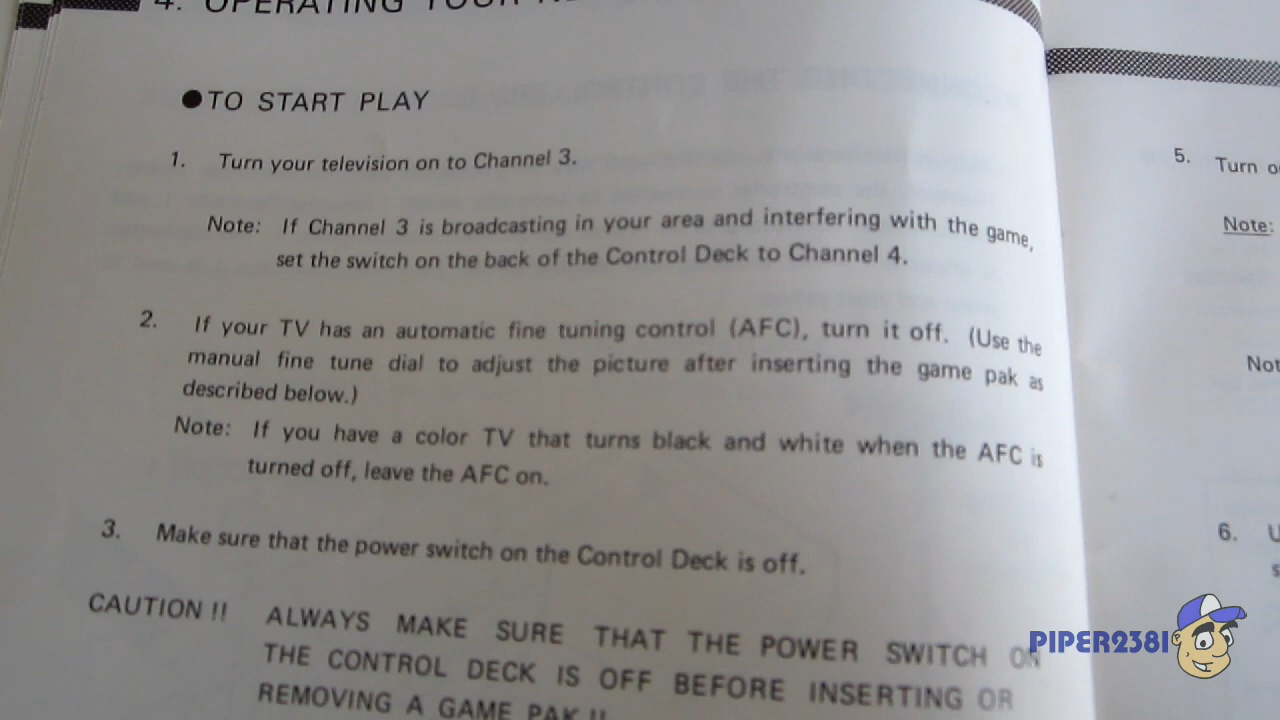 4. OPERATING YOUR
●TO START PLAY
1. Turn your television on to Channel 3.
Note: If Channel 3 is broadcasting in your area and interfering with the game,
set the switch on the back of the Control Deck to Channel 4.
2. If your TV has an automatic fine tuning control (AFC), turn it off. (Use the
manual fine tune dial to adjust the picture after inserting the game pak as
described below.)
Note: If you have a color TV that turns black and white when the AFC is
turned off, leave the AFC on.
3. Make sure that the power switch on the Control Deck is off.
CAUTION !! ALWAYS MAKE SURE THAT THE POWER SWITCH ON
THE CONTROL DECK IS OFF BEFORE INSERTING OR
REMOVING A GAME PAK !!
5. Turn
Note:
6.
PIPER2381